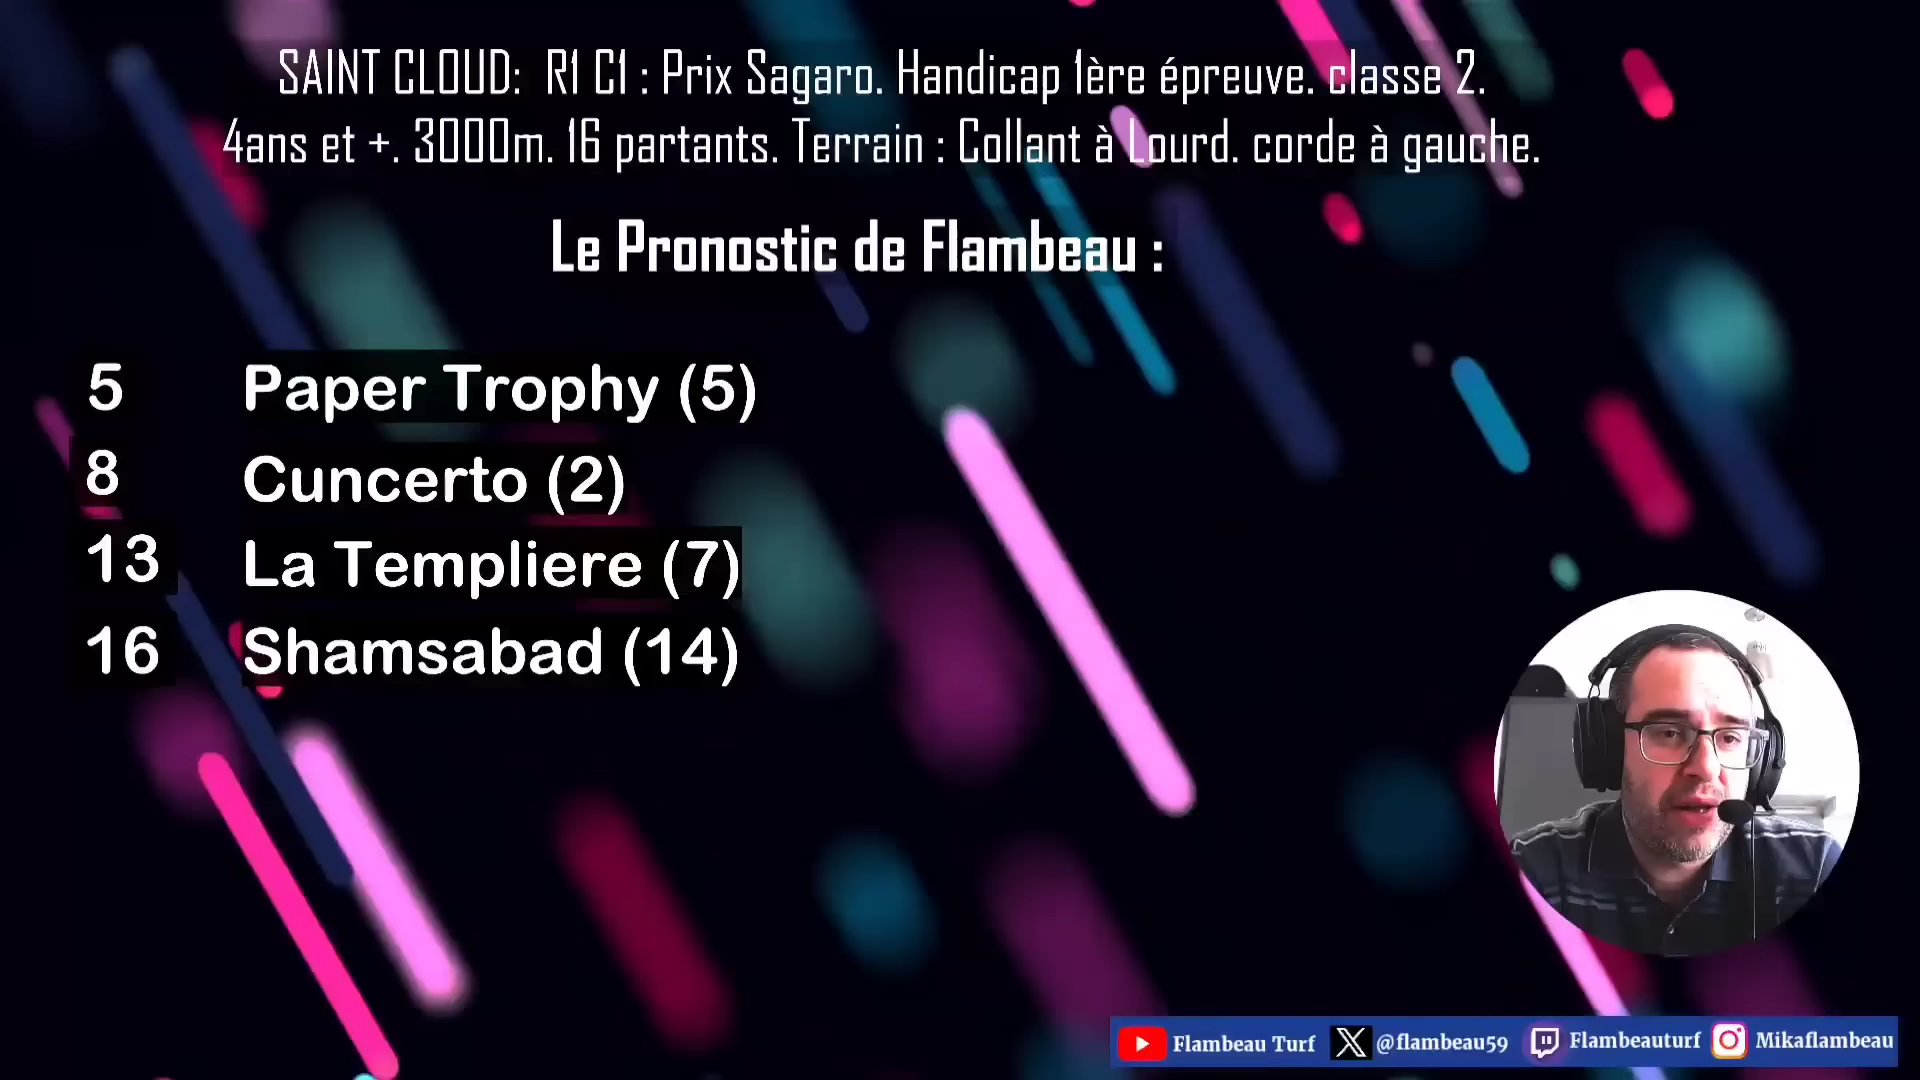 SAINT CLOUD: R1 C1 : Prix Sagaro. Handicap 1ère épreuve. classe 2.
4ans et +. 3000m. 16 partants. Terrain : Collant à Lourd. corde à gauche.
Le Pronostic de Flambeau :
5 Paper Trophy (5)
8 Cuncerto (2)
13 La Templiere (7)
16 Shamsabad (14)
Flambeau Turf @flambeau59 Flambeauturf Mikaflambeau